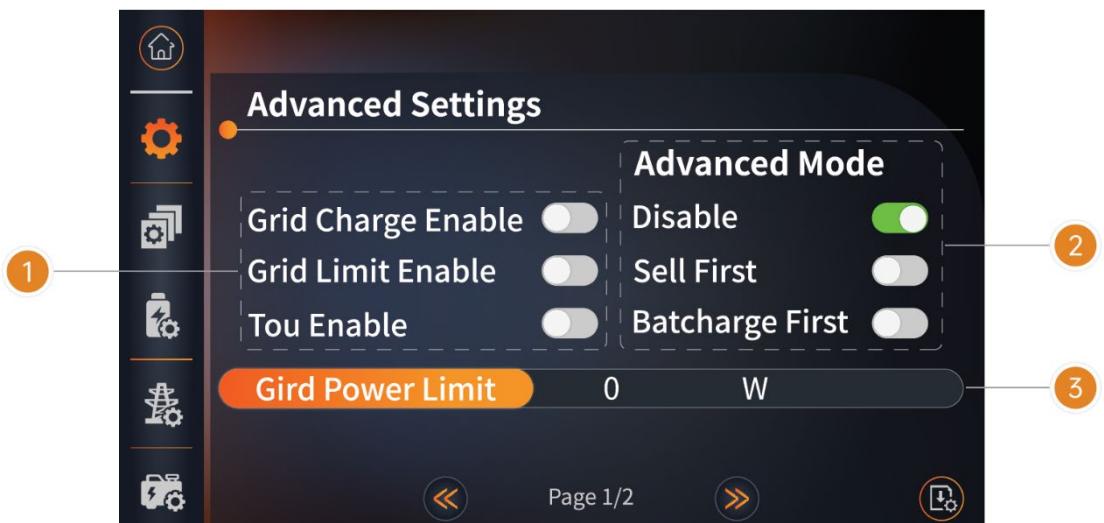 Advanced Settings
Advanced Mode
Grid Charge Enable
Disable
Grid Limit Enable
Sell First
Tou Enable
Batcharge First
Gird Power Limit 0 W
Page 1/2
1
2
3